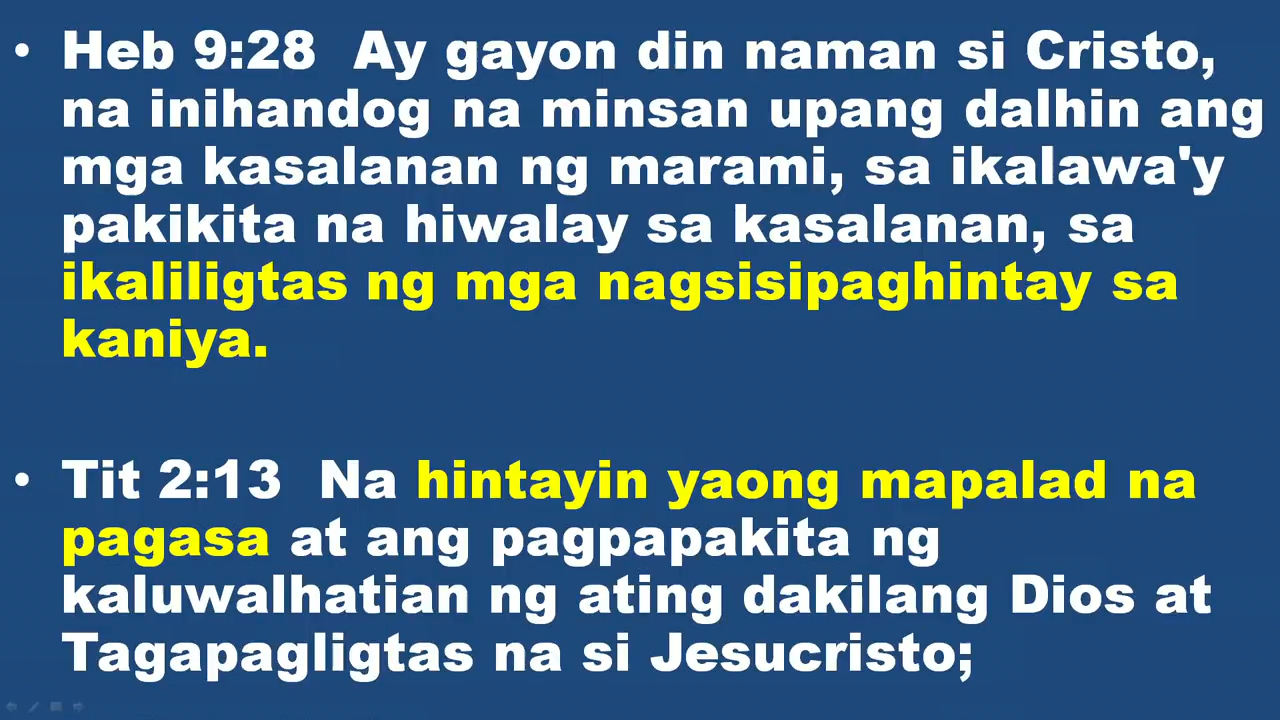 • Heb 9:28  Ay gayon din naman si Cristo,
na inihandog na minsan upang dalhin ang
mga kasalanan ng marami, sa ikalawa'y
pakikita na hiwalay sa kasalanan, sa
ikaliligtas ng mga nagsisipaghintay sa
kaniya.
• Tit 2:13  Na hintayin yaong mapalad na
pagasa at ang pagpapakita ng
kaluwalhatian ng ating dakilang Dios at
Tagapagligtas na si Jesucristo;